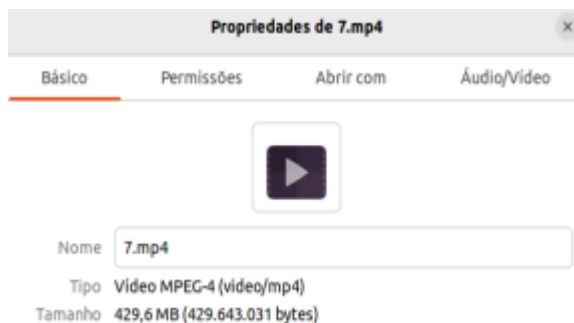 Propriedades de 7.mp4
Básico Permissões Abrir com Áudio/Vídeo
Nome 7.mp4
Tipo Vídeo MPEG-4 (video/mp4)
Tamanho 429,6 MB (429.643.031 bytes)